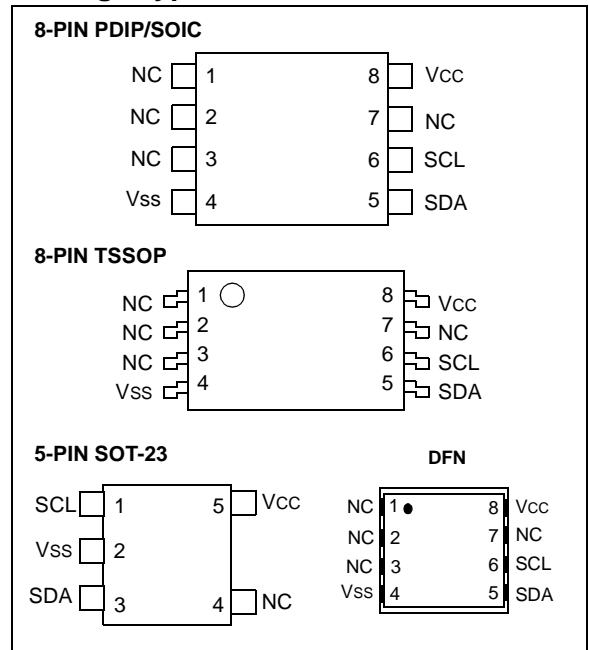 8-PIN PDIP/SOIC
NC 1 8 VCC
NC 2 7 NC
NC 3 6 SCL
VSS 4 5 SDA
8-PIN TSSOP
NC 1 8 VCC
NC 2 7 NC
NC 3 6 SCL
VSS 4 5 SDA
5-PIN SOT-23
SCL 1 5 VCC
VSS 2
SDA 3 4 NC
DFN
NC 1 8 VCC
NC 2 7 NC
NC 3 6 SCL
VSS 4 5 SDA